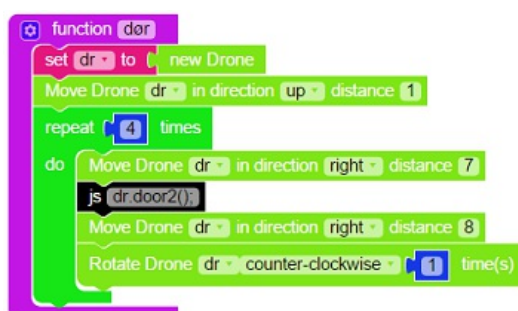 function dør
set dr to new Drone
Move Drone dr in direction up distance 1
repeat 4 times
do Move Drone dr in direction right distance 7
js dr.door2();
Move Drone dr in direction right distance 8
Rotate Drone dr counter-clockwise 1 time(s)